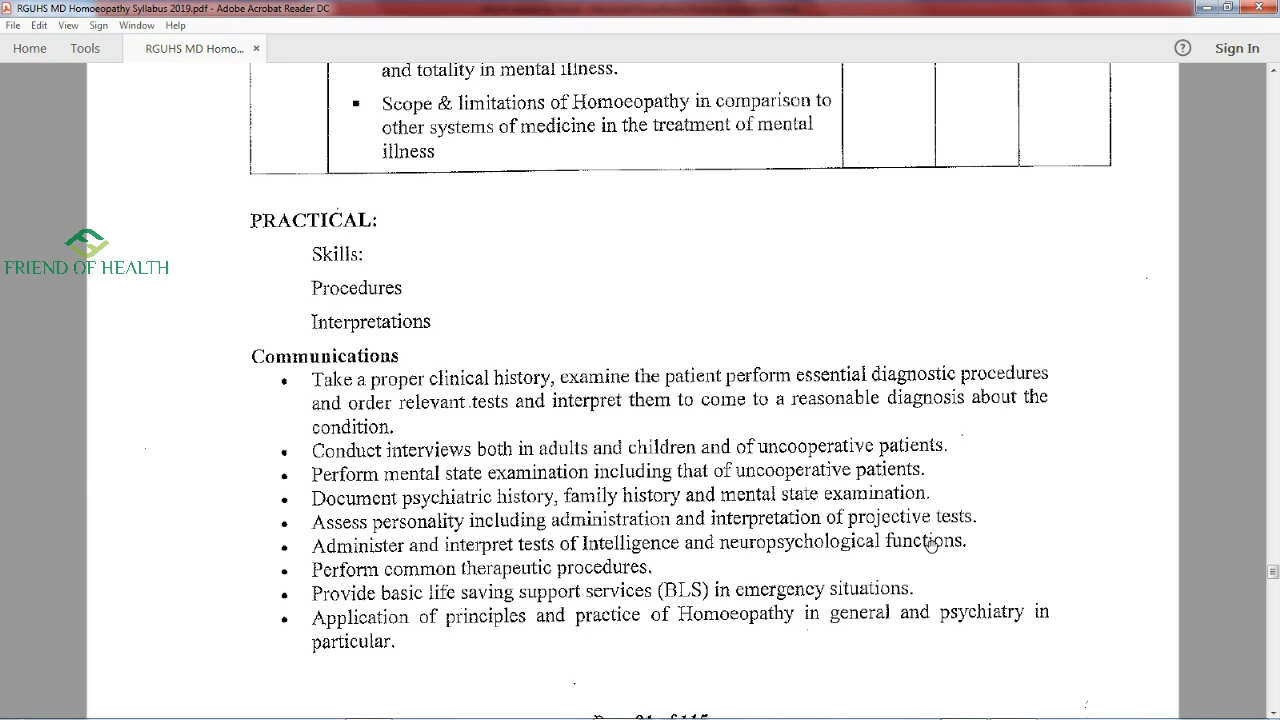 RGUHS MD Homoeopathy Syllabus 2019.pdf - Adobe Acrobat Reader DC
File Edit View Sign Window Help
Home Tools RGUHS MD Homo... × ? Sign In
and totality in mental illness.
▪ Scope & limitations of Homoeopathy in comparison to
other systems of medicine in the treatment of mental
illness
PRACTICAL:
FRIEND OF HEALTH
Skills:
Procedures
Interpretations
Communications
• Take a proper clinical history, examine the patient perform essential diagnostic procedures
and order relevant tests and interpret them to come to a reasonable diagnosis about the
condition.
• Conduct interviews both in adults and children and of uncooperative patients.
• Perform mental state examination including that of uncooperative patients.
• Document psychiatric history, family history and mental state examination.
• Assess personality including administration and interpretation of projective tests.
• Administer and interpret tests of Intelligence and neuropsychological functions.
• Perform common therapeutic procedures.
• Provide basic life saving support services (BLS) in emergency situations.
• Application of principles and practice of Homoeopathy in general and psychiatry in
particular.